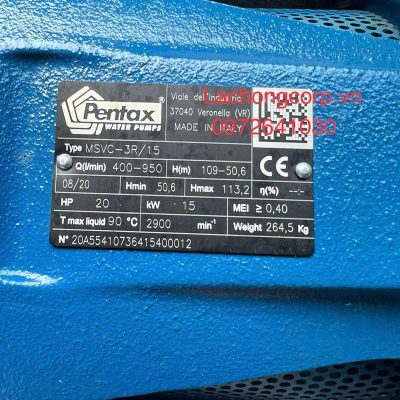 Pentax ®
WATER PUMPS
Viale dell'Industria
37040 Veronella (VR)
MADE IN ITALY
Lachongcorp.vn
0972641030
Type MSVC-3R/15
Q(l/min) 400-950 H(m) 109-50,6
08/20 Hmin 50,6 Hmax 113,2 η(%) --,-
HP 20 kW 15 MEI ≥ 0,40
T max liquid 90 °C 2900 min⁻¹ Weight 264,5 Kg
N° 20A55410736415400012